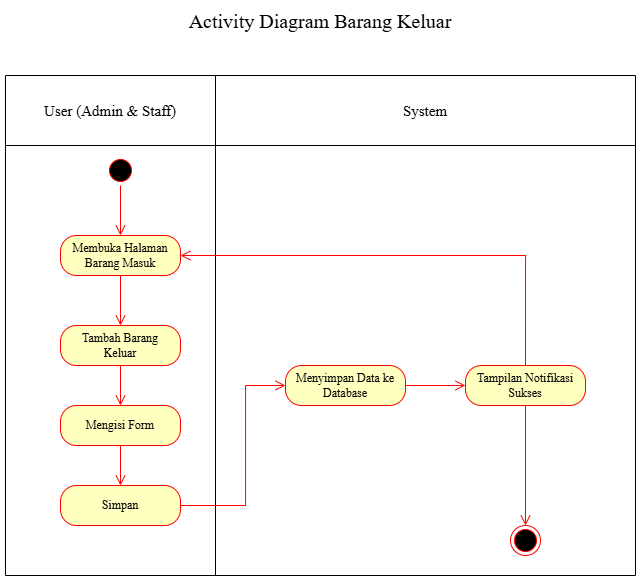 Activity Diagram Barang Keluar
User (Admin & Staff)
System
Membuka Halaman
Barang Masuk
Tambah Barang
Keluar
Mengisi Form
Simpan
Menyimpan Data ke
Database
Tampilan Notifikasi
Sukses